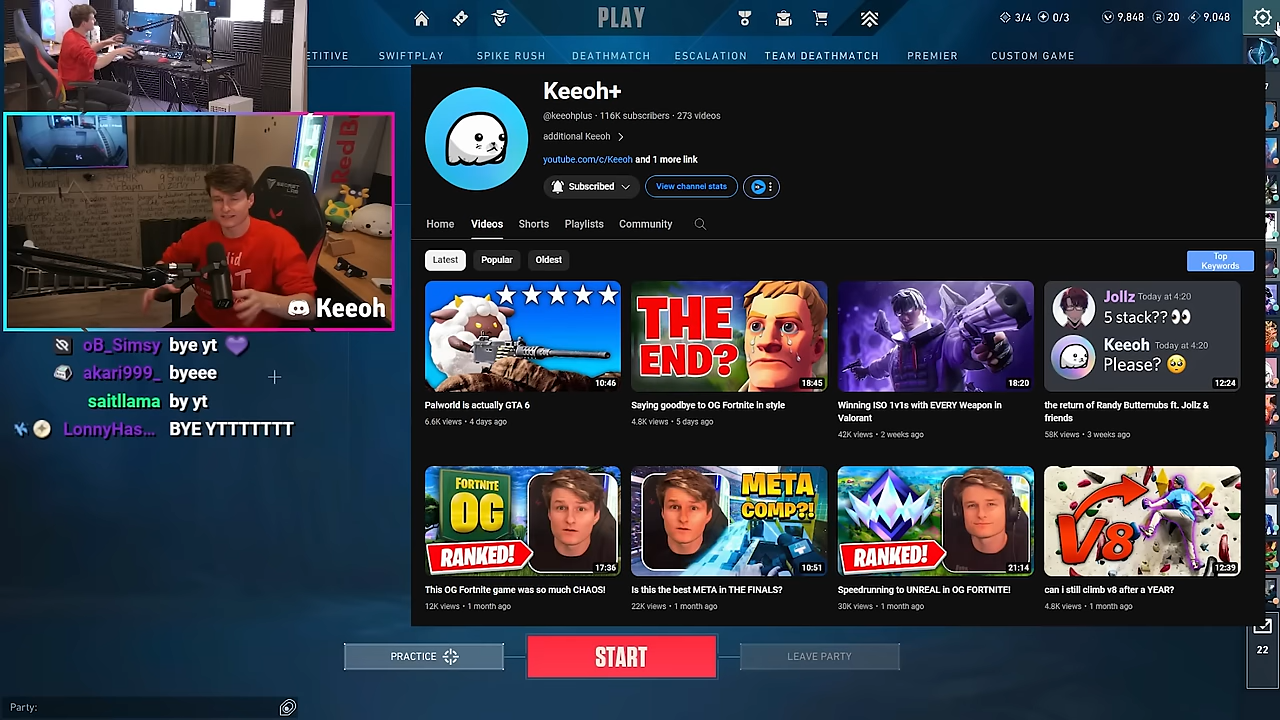 PLAY
3/4
0/3
9,848
20
9,048
ETITIVE
SWIFTPLAY
SPIKE RUSH
DEATHMATCH
ESCALATION
TEAM DEATHMATCH
PREMIER
CUSTOM GAME
Red Bu
Keeoh
oB_Simsy bye yt
akari999_ byeee
saitllama by yt
LonnyHas... BYE YTTTTTTT
Keeoh+
@keeohplus · 116K subscribers · 273 videos
additional Keeoh
youtube.com/c/Keeoh and 1 more link
Subscribed
View channel stats
Home
Videos
Shorts
Playlists
Community
Latest
Popular
Oldest
Top
Keywords
10:46
THE
END?
18:45
18:20
Jollz Today at 4:20
5 stack??
Keeoh Today at 4:20
Please?
12:24
Palworld is actually GTA 6
6.6K views · 4 days ago
Saying goodbye to OG Fortnite in style
4.8K views · 5 days ago
Winning ISO 1v1s with EVERY Weapon in
Valorant
42K views · 2 weeks ago
the return of Randy Butternubs ft. Jollz &
friends
58K views · 3 weeks ago
FORTNITE
OG
RANKED!
17:36
META
COMP?!
10:51
RANKED!
21:14
V8
12:39
This OG Fortnite game was so much CHAOS!
12K views · 1 month ago
Is this the best META in THE FINALS?
22K views · 1 month ago
Speedrunning to UNREAL in OG FORTNITE!
30K views · 1 month ago
can i still climb v8 after a YEAR?
4.8K views · 1 month ago
22
PRACTICE
START
LEAVE PARTY
Party: